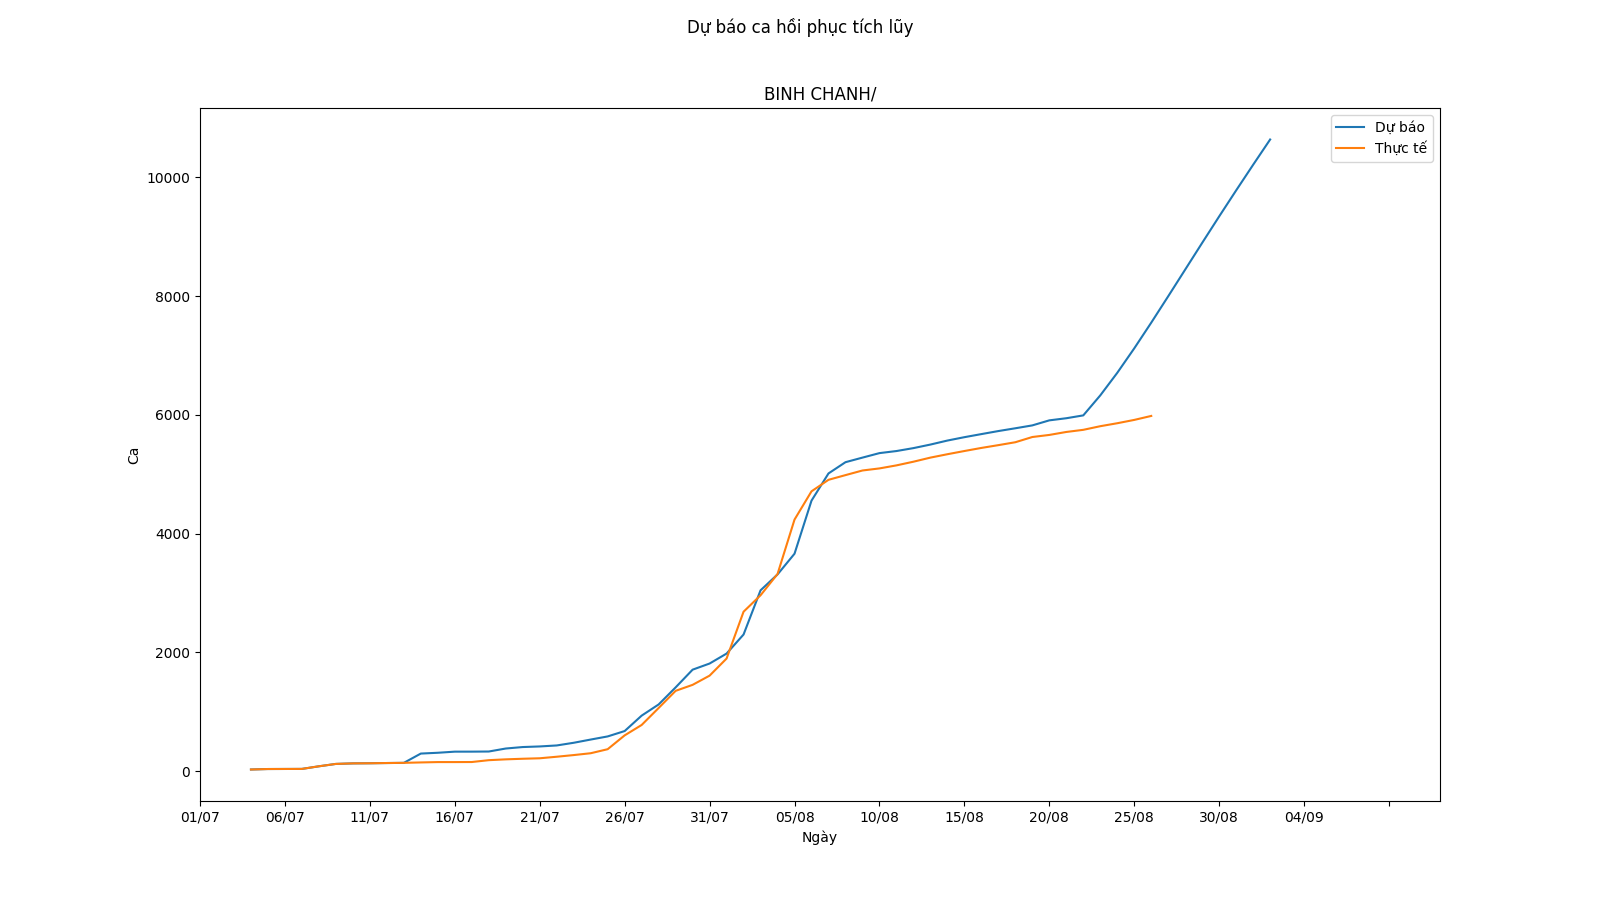 Dự báo ca hồi phục tích lũy
BINH CHANH/
Dự báo
Thực tế
10000
8000
6000
4000
2000
0
Ca
01/07 06/07 11/07 16/07 21/07 26/07 31/07 05/08 10/08 15/08 20/08 25/08 30/08 04/09
Ngày